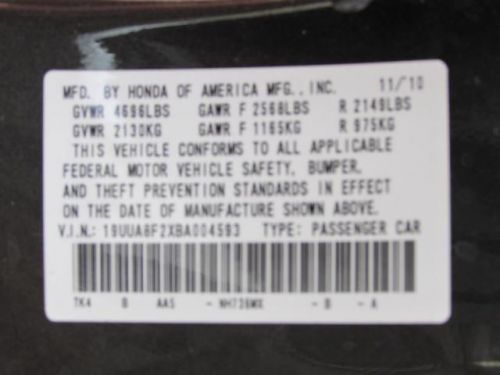 MFD. BY HONDA OF AMERICA MFG., INC. 11/10
GVWR 4696LBS GAWR F 2568LBS R 2149LBS
GVWR 2130KG GAWR F 1165KG R 975KG
THIS VEHICLE CONFORMS TO ALL APPLICABLE
FEDERAL MOTOR VEHICLE SAFETY, BUMPER,
AND THEFT PREVENTION STANDARDS IN EFFECT
ON THE DATE OF MANUFACTURE SHOWN ABOVE.
V.I.N.: 19UUA8F2XBA004593 TYPE: PASSENGER CAR
TK4 B AA5 - NH736MX - B - A